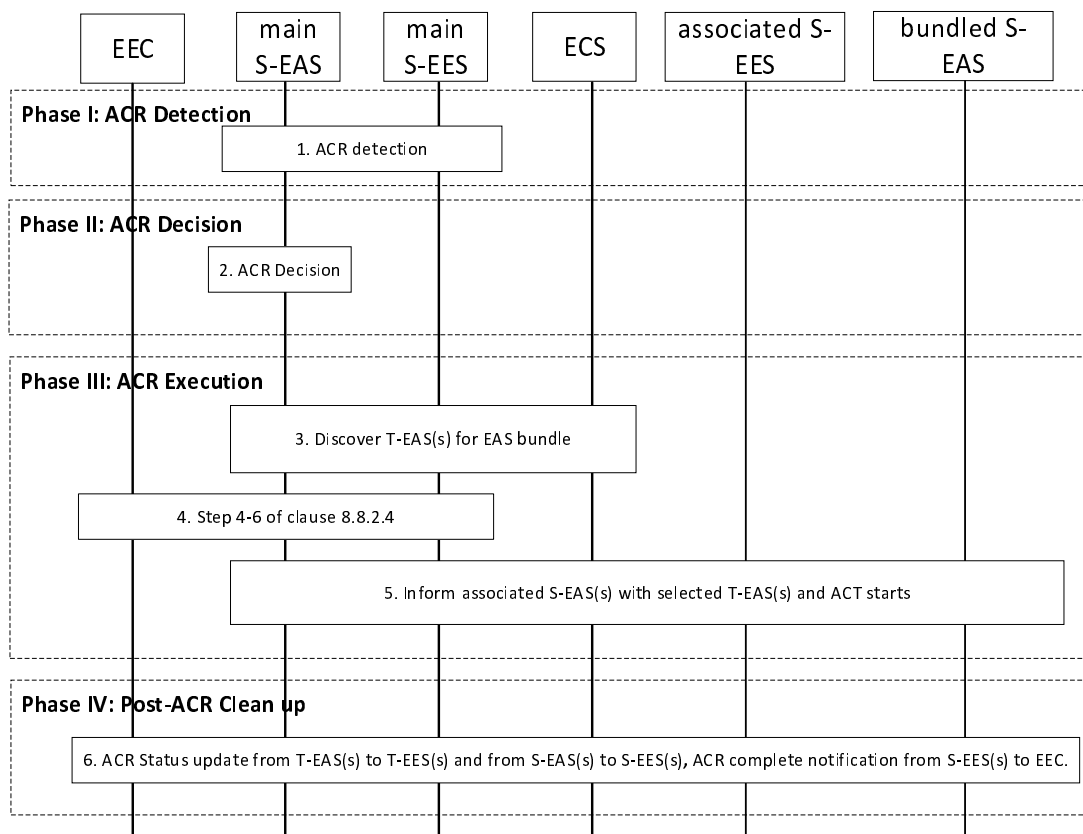 EEC
main
S-EAS
main
S-EES
ECS
associated S-
EES
bundled S-
EAS
Phase I: ACR Detection
1. ACR detection
Phase II: ACR Decision
2. ACR Decision
Phase III: ACR Execution
3. Discover T-EAS(s) for EAS bundle
4. Step 4-6 of clause 8.8.2.4
5. Inform associated S-EAS(s) with selected T-EAS(s) and ACT starts
Phase IV: Post-ACR Clean up
6. ACR Status update from T-EAS(s) to T-EES(s) and from S-EAS(s) to S-EES(s), ACR complete notification from S-EES(s) to EEC.